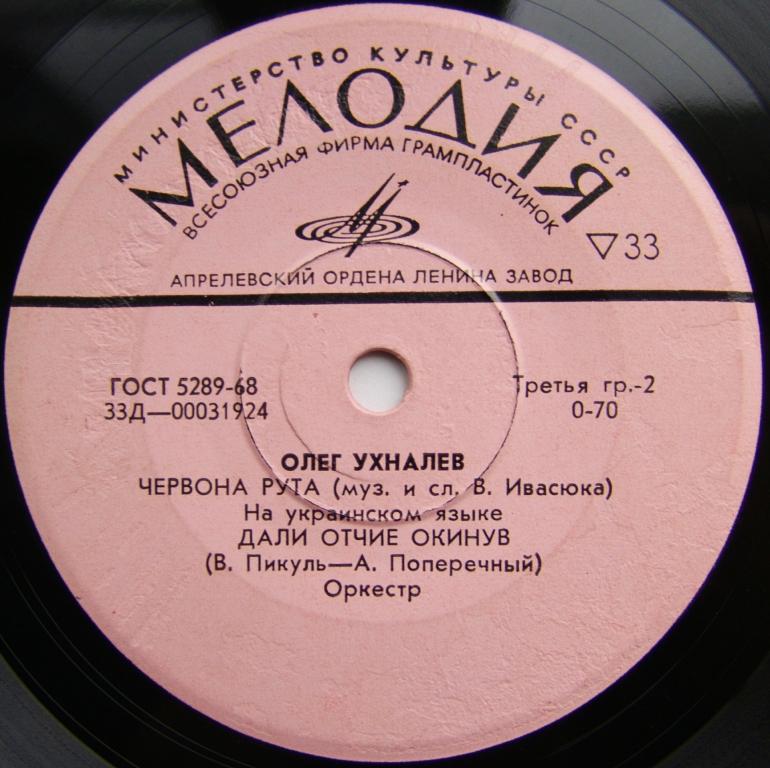 МИНИСТЕРСТВО КУЛЬТУРЫ СССР
МЕЛОДИЯ
ВСЕСОЮЗНАЯ ФИРМА ГРАМПЛАСТИНОК
▽33
АПРЕЛЕВСКИЙ ОРДЕНА ЛЕНИНА ЗАВОД
ГОСТ 5289-68
33Д—00031924
Третья гр.-2
0-70
ОЛЕГ УХНАЛЕВ
ЧЕРВОНА РУТА (муз. и сл. В. Ивасюка)
На украинском языке
ДАЛИ ОТЧИЕ ОКИНУВ
(В. Пикуль—А. Поперечный)
Оркестр